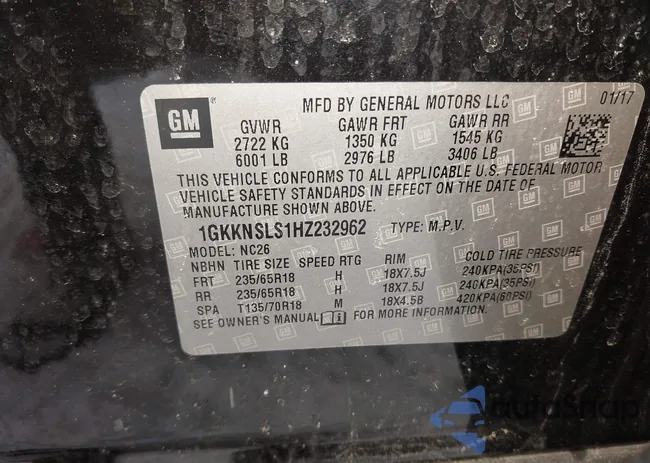 GM
MFD BY GENERAL MOTORS LLC 01/17
GVWR GAWR FRT GAWR RR
2722 KG 1350 KG 1545 KG
6001 LB 2976 LB 3406 LB
THIS VEHICLE CONFORMS TO ALL APPLICABLE U.S. FEDERAL MOTOR
VEHICLE SAFETY STANDARDS IN EFFECT ON THE DATE OF
MANUFACTURE SHOWN ABOVE.
1GKKNSLS1HZ232962 TYPE: M.P.V.
MODEL: NC26
NBHN TIRE SIZE SPEED RTG RIM COLD TIRE PRESSURE
FRT 235/65R18 H 18X7.5J 240KPA(35PSI)
RR 235/65R18 H 18X7.5J 240KPA(35PSI)
SPA T135/70R18 M 18X4.5B 420KPA(60PSI)
SEE OWNER'S MANUAL FOR MORE INFORMATION.
autoSnap